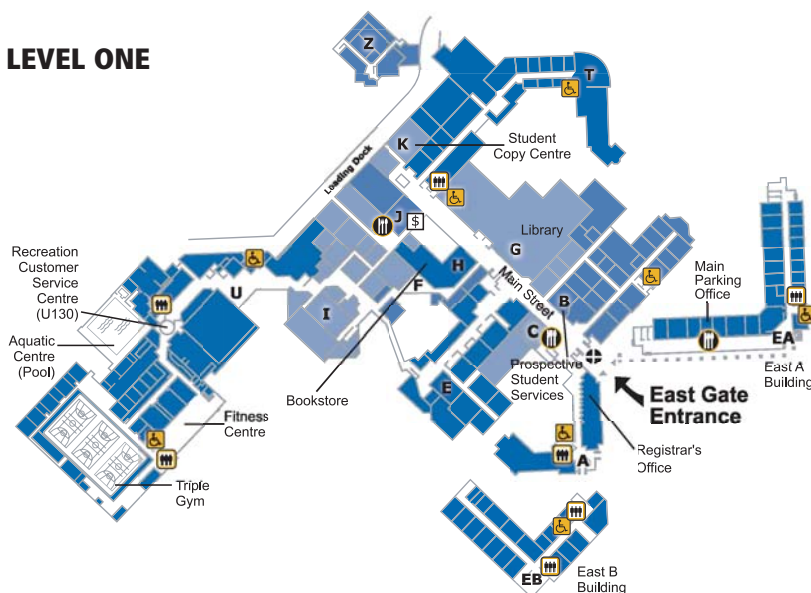 LEVEL ONE
Z
T
K
Student
Copy Centre
Loading Dock
J
$
Library
G
Main Street
Recreation
Customer
Service
Centre
(U130)
U
H
F
B
Main
Parking
Office
I
C
EA
Aquatic
Centre
(Pool)
Prospective
Student
Services
East A
Building
E
Bookstore
East Gate
Entrance
Fitness
Centre
Registrar's
Office
A
Triple
Gym
EB
East B
Building